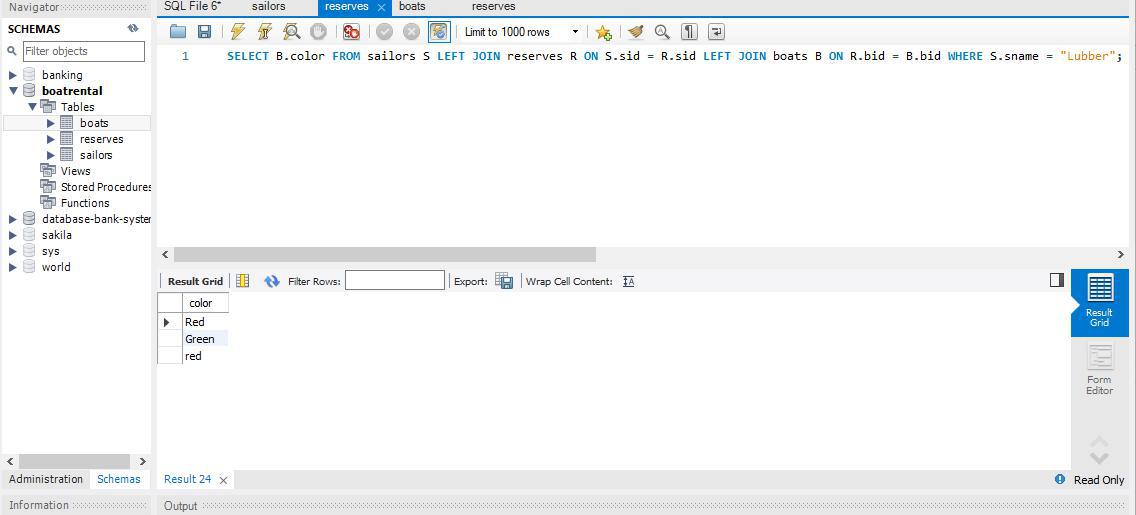 Navigator
SQL File 6* sailors reserves boats reserves
SCHEMAS
Filter objects
Limit to 1000 rows
1 SELECT B.color FROM sailors S LEFT JOIN reserves R ON S.sid = R.sid LEFT JOIN boats B ON R.bid = B.bid WHERE S.sname = "Lubber";
banking
boatrental
Tables
boats
reserves
sailors
Views
Stored Procedures
Functions
database-bank-syster
sakila
sys
world
Result Grid Filter Rows: Export: Wrap Cell Content:
color
Red
Green
red
Result
Grid
Form
Editor
Administration Schemas
Result 24
Read Only
Information
Output